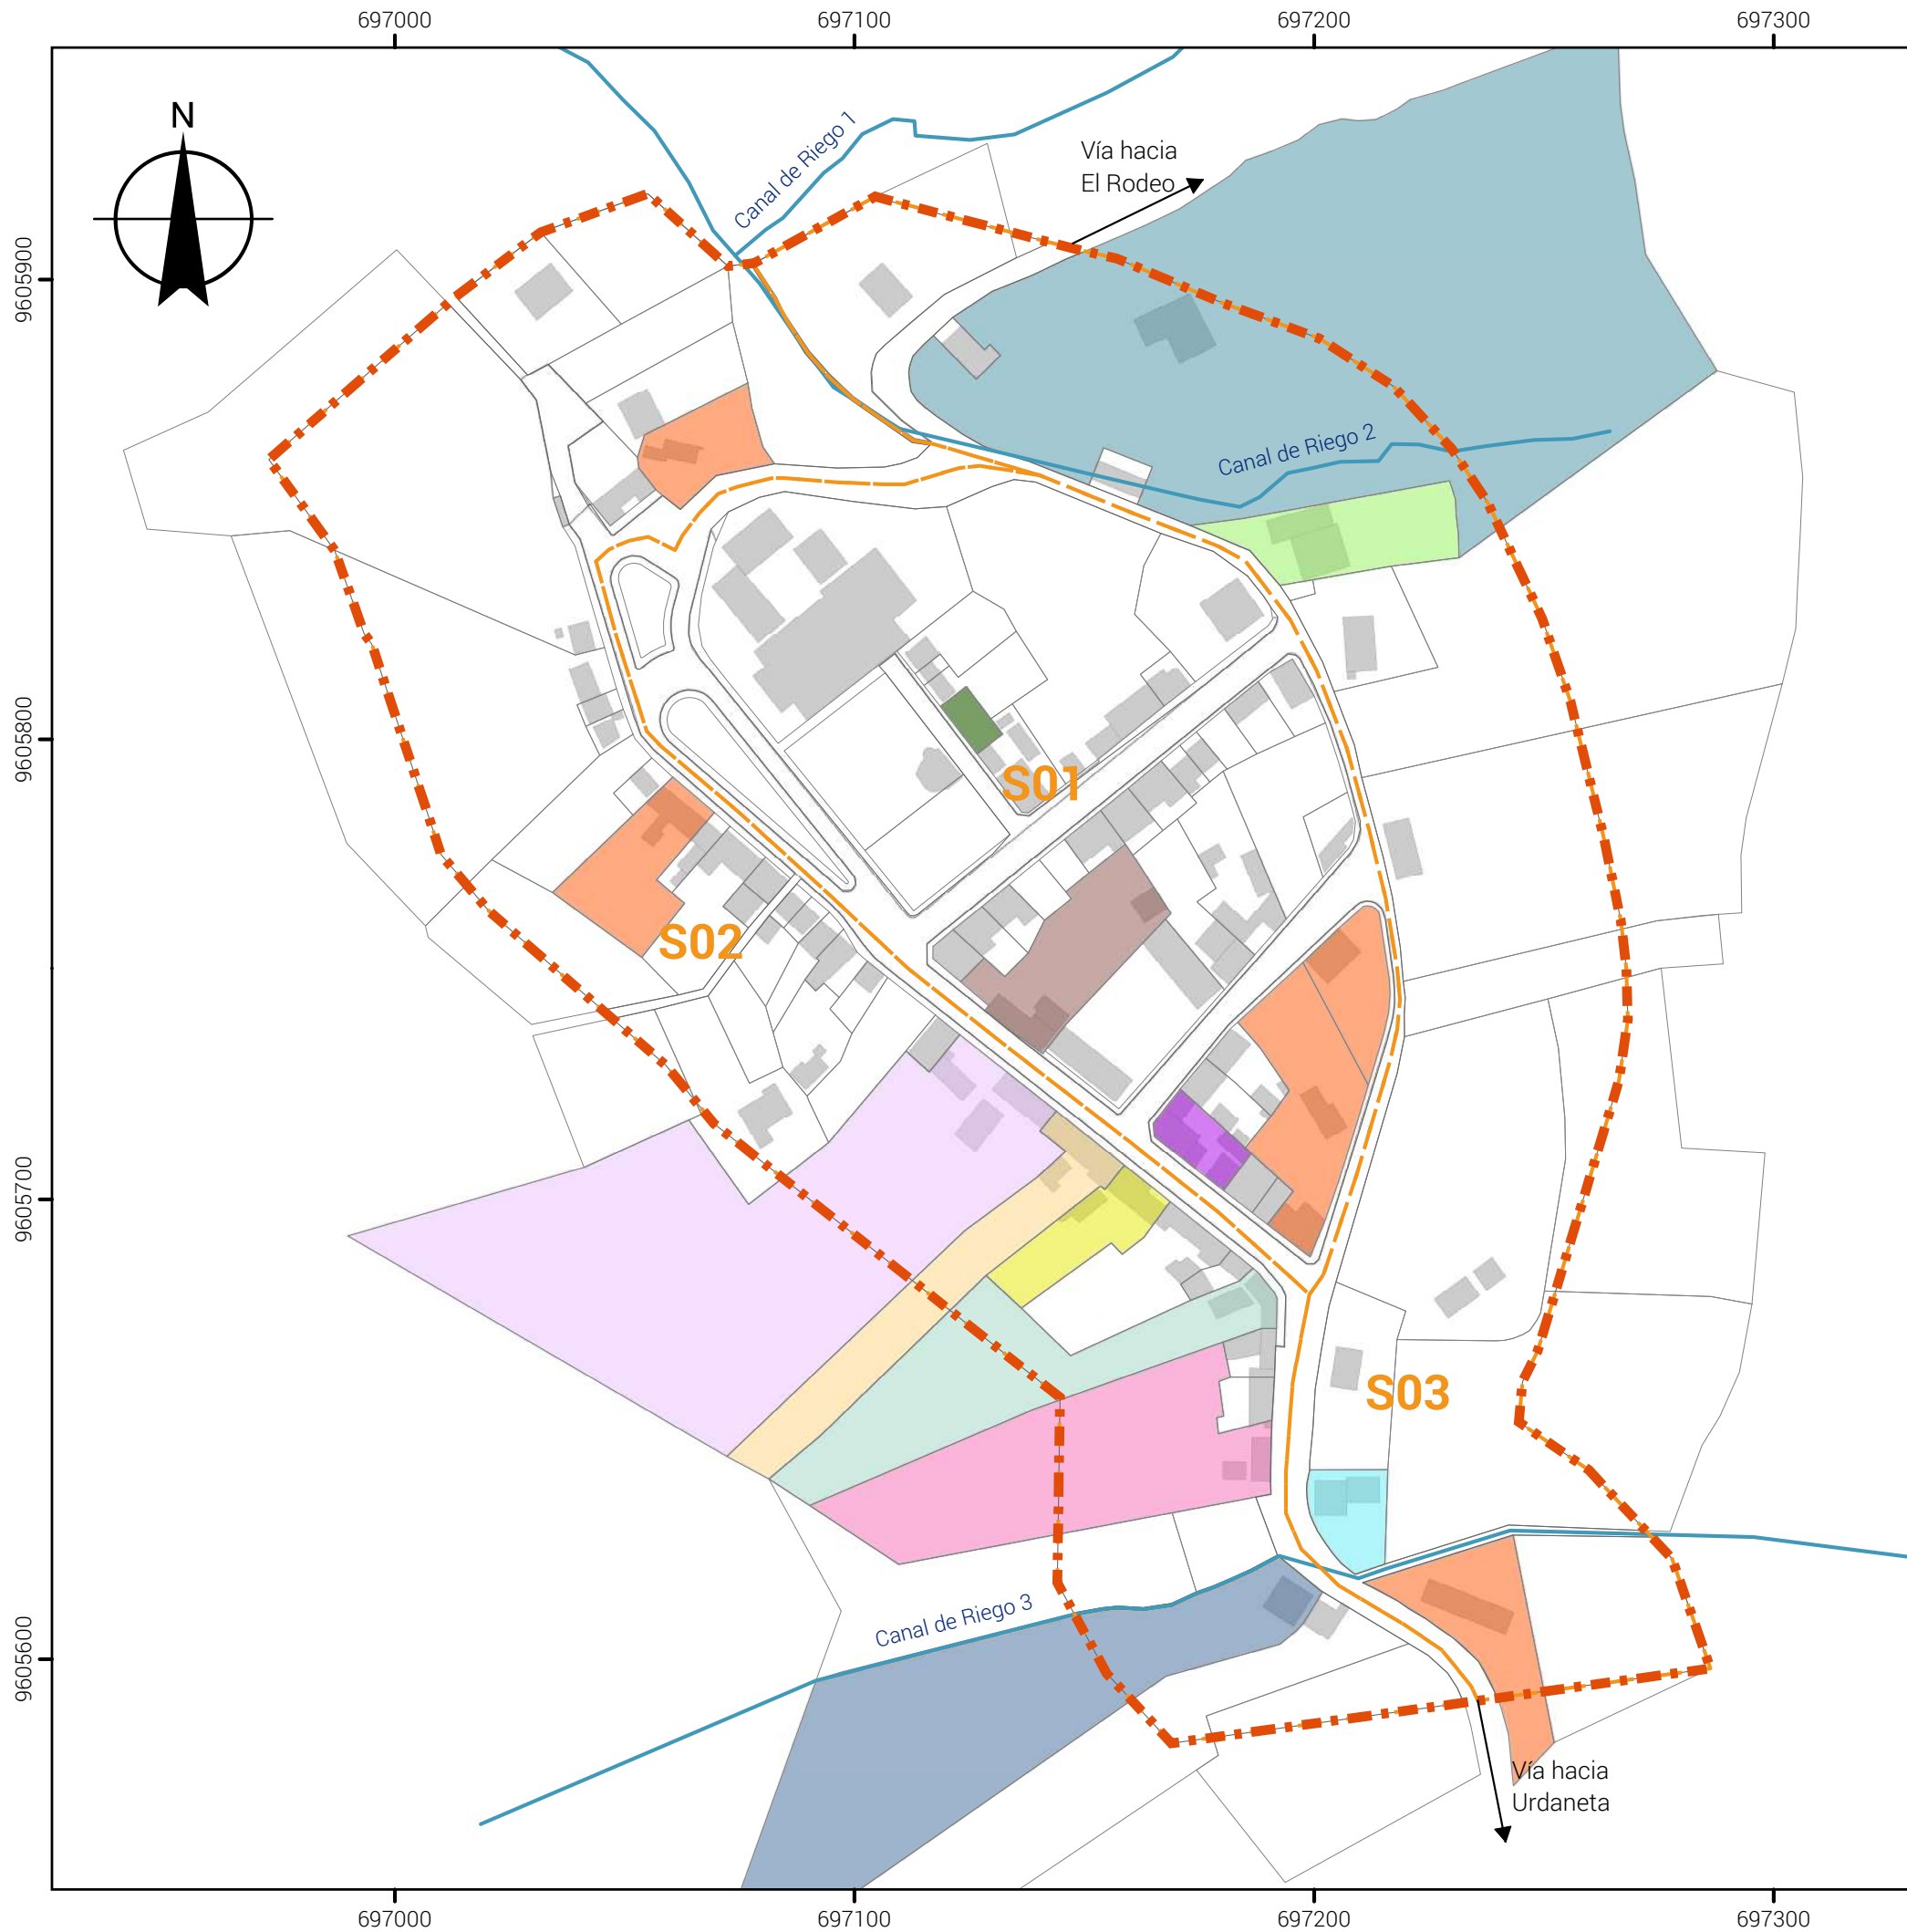 697000
697100
697200
697300
N
Canal de Riego 1
Vía hacia
El Rodeo
9605900
Canal de Riego 2
9605800
S01
S02
9605700
S03
Canal de Riego 3
9605600
Vía hacia
Urdaneta
697000
697100
697200
697300